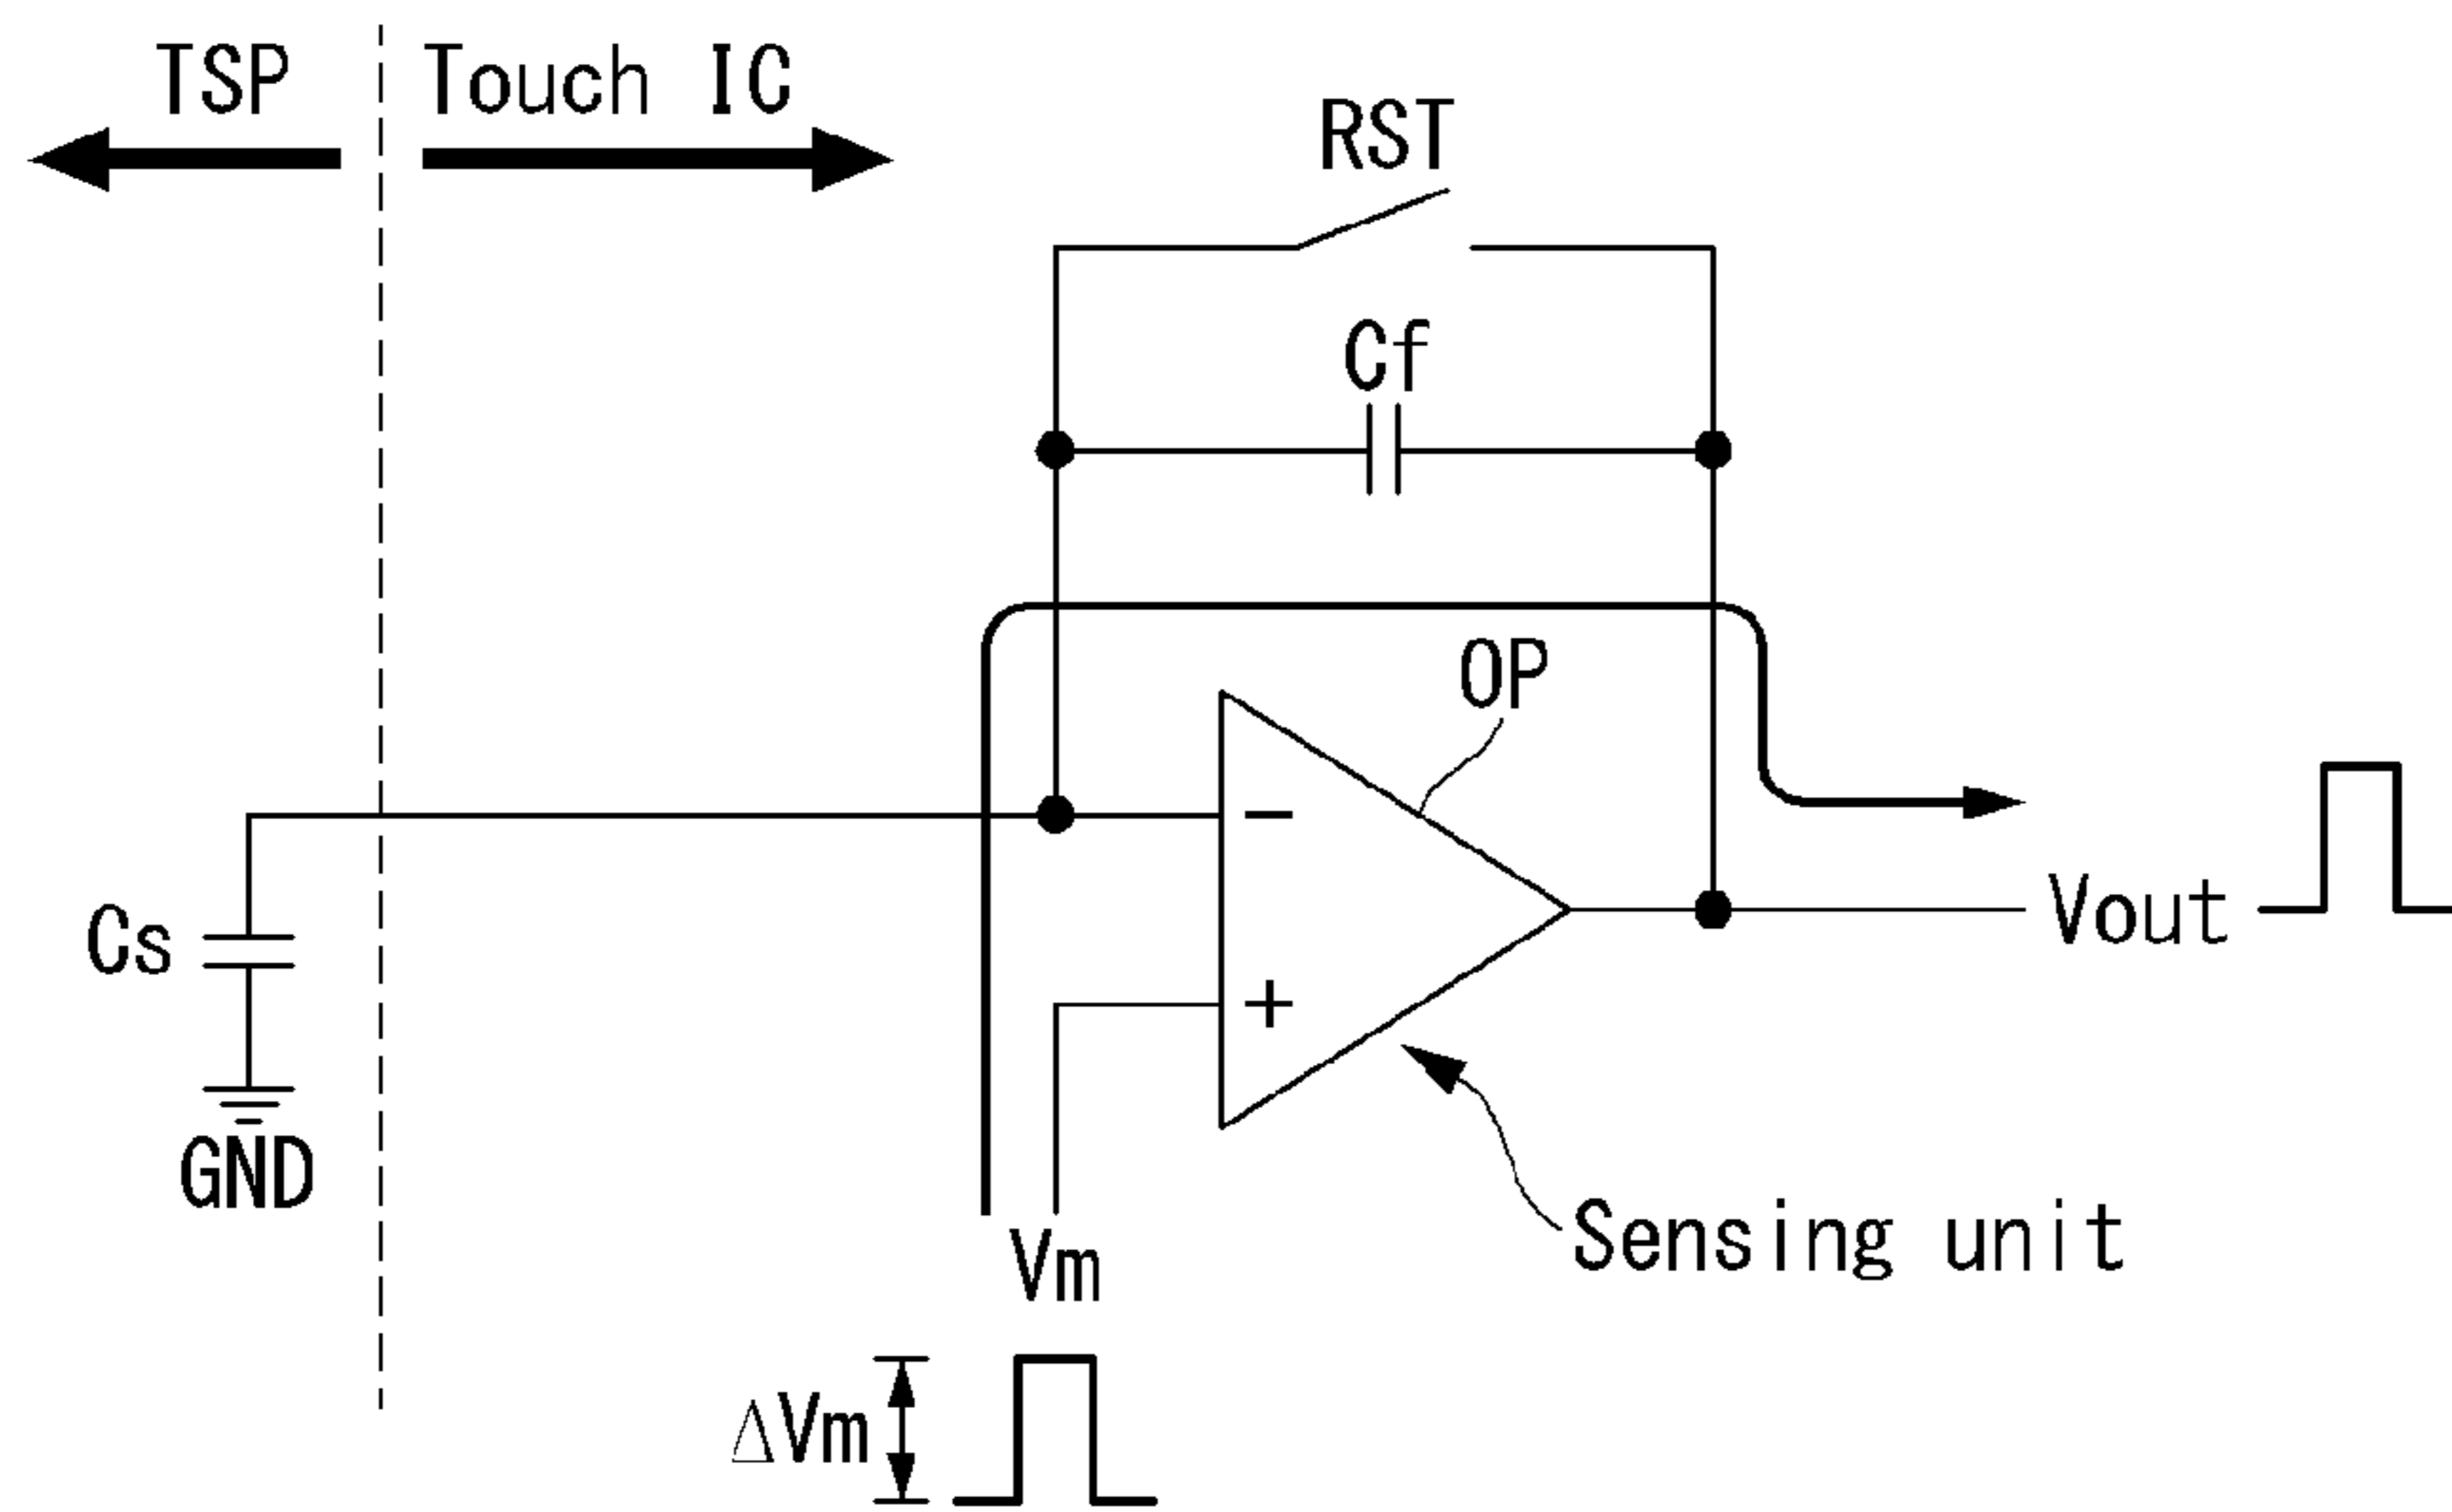 TSP
Touch IC
RST
Cf
OP
-
+
Cs
GND
Vout
Vm
Sensing unit
ΔVm